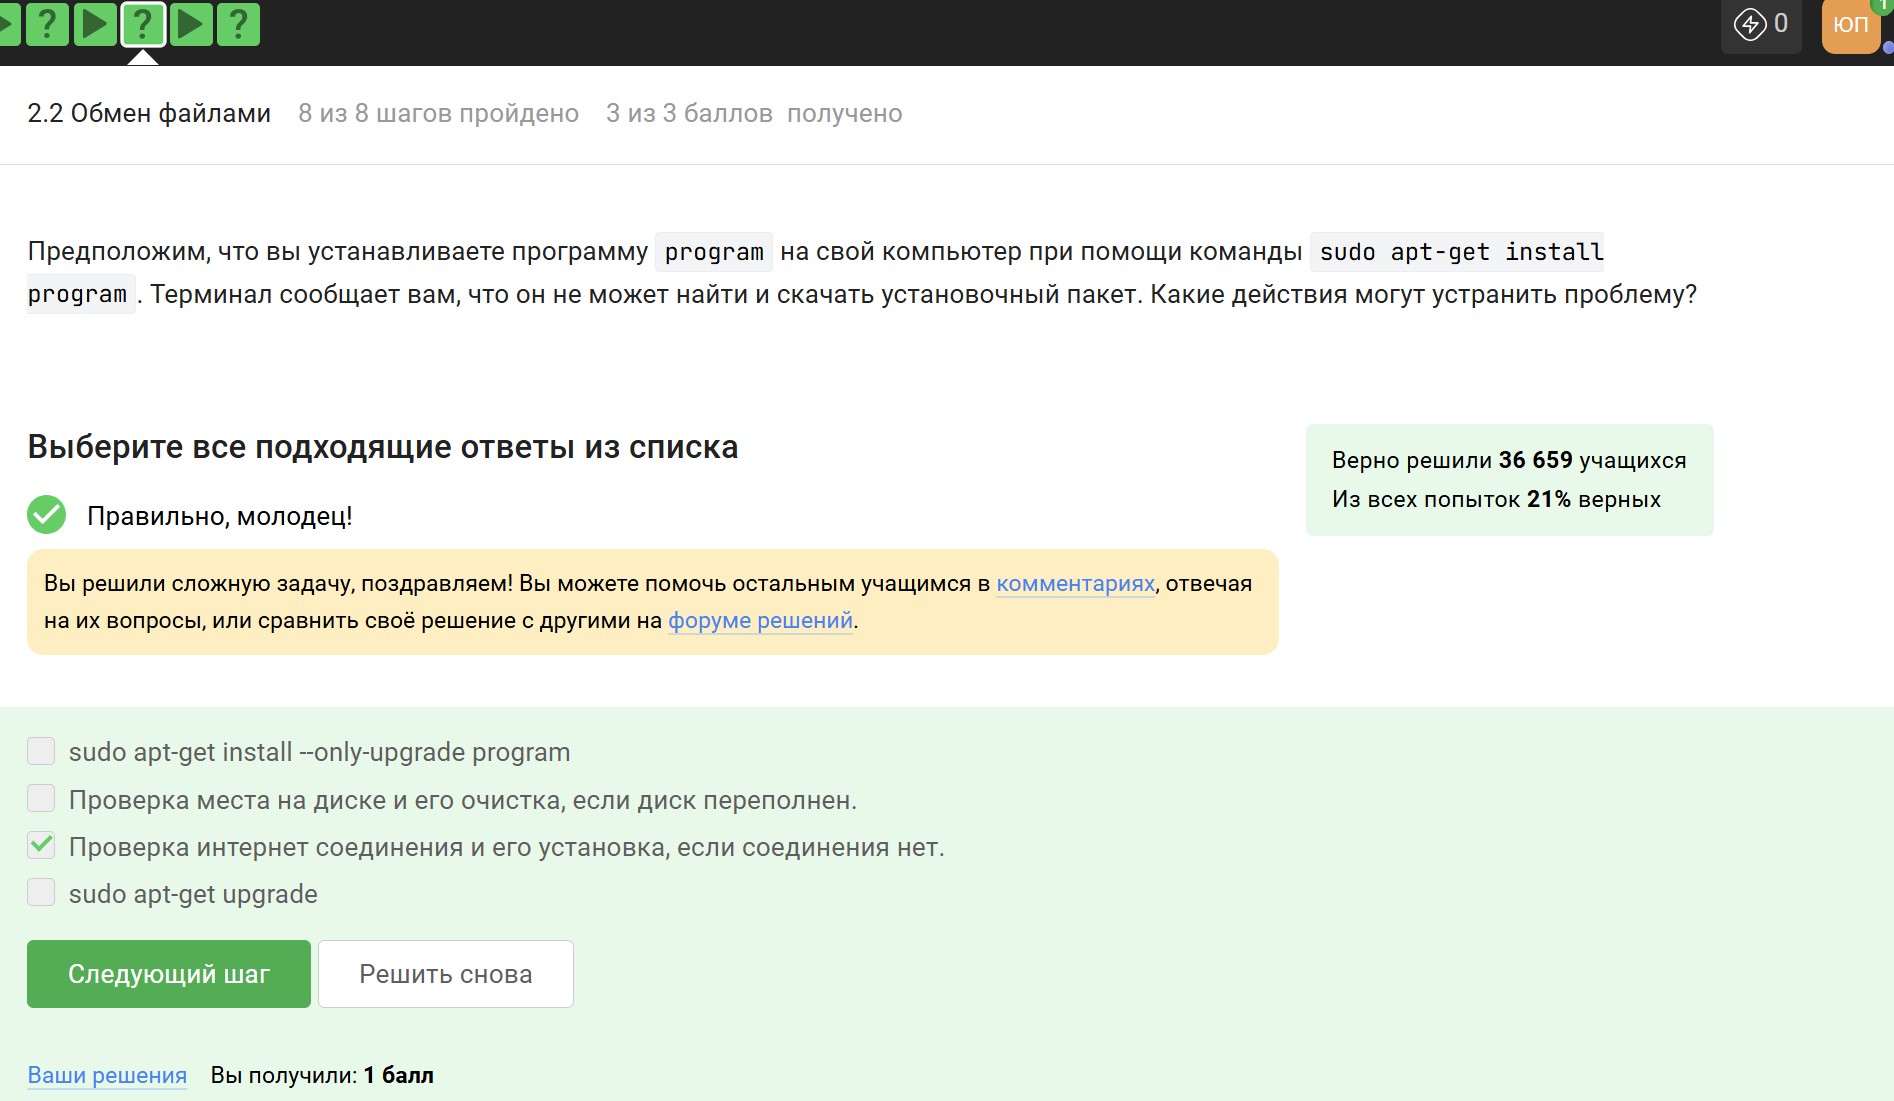 ? ? ?
0
ЮП
1
2.2 Обмен файлами 8 из 8 шагов пройдено 3 из 3 баллов получено
Предположим, что вы устанавливаете программу program на свой компьютер при помощи команды sudo apt-get install
program . Терминал сообщает вам, что он не может найти и скачать установочный пакет. Какие действия могут устранить проблему?
Выберите все подходящие ответы из списка
Верно решили 36 659 учащихся
Из всех попыток 21% верных
Правильно, молодец!
Вы решили сложную задачу, поздравляем! Вы можете помочь остальным учащимся в комментариях, отвечая
на их вопросы, или сравнить своё решение с другими на форуме решений.
sudo apt-get install --only-upgrade program
Проверка места на диске и его очистка, если диск переполнен.
Проверка интернет соединения и его установка, если соединения нет.
sudo apt-get upgrade
Следующий шаг
Решить снова
Ваши решения Вы получили: 1 балл